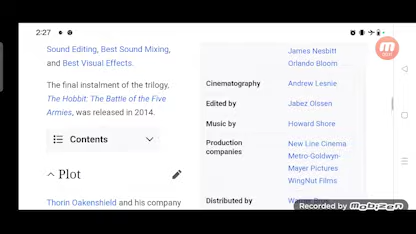 2:27
Sound Editing, Best Sound Mixing,
and Best Visual Effects.
The final instalment of the trilogy,
The Hobbit: The Battle of the Five
Armies, was released in 2014.
Contents
Plot
Thorin Oakenshield and his company
James Nesbitt
Orlando Bloom
Cinematography Andrew Lesnie
Edited by Jabez Olssen
Music by Howard Shore
Production New Line Cinema
companies Metro-Goldwyn-
Mayer Pictures
WingNut Films
Distributed by
Recorded by Mobizen